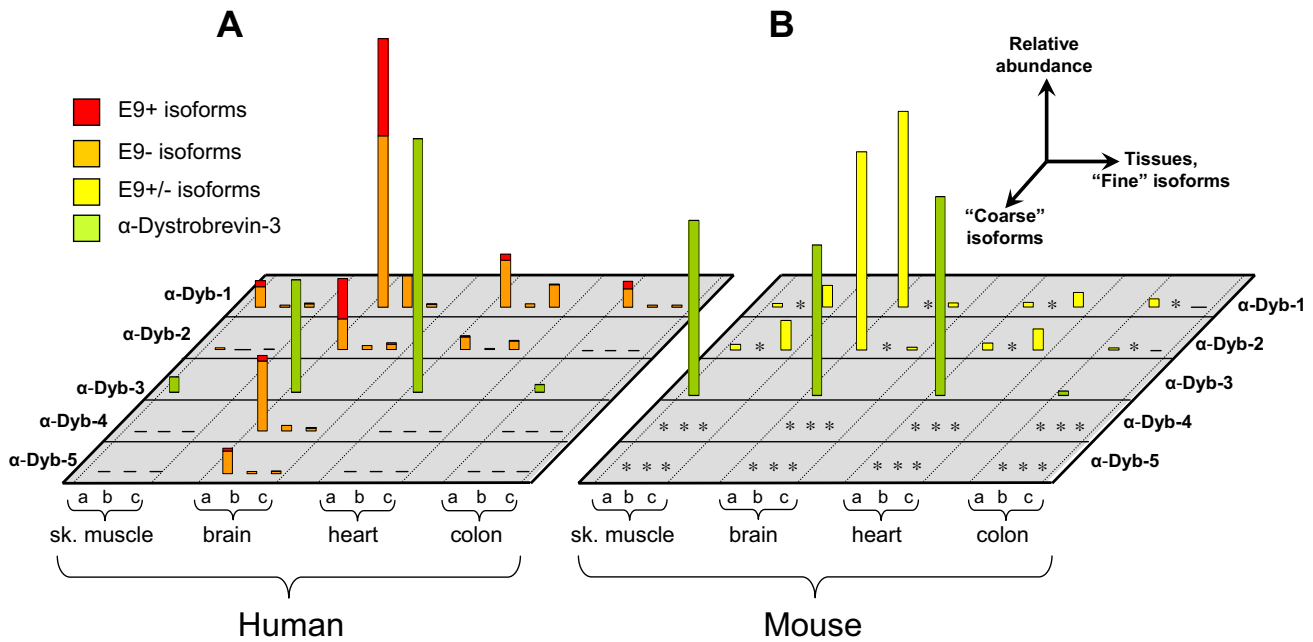 A
B
Relative
abundance
Tissues,
“Fine” isoforms
“Coarse”
isoforms
E9+ isoforms
E9- isoforms
E9+/- isoforms
α-Dystrobrevin-3
α-Dyb-1
α-Dyb-2
α-Dyb-3
α-Dyb-4
α-Dyb-5
* * * *
* * * *
* * * * * * * * * * * *
* * * * * * * * * * * *
α-Dyb-1
α-Dyb-2
α-Dyb-3
α-Dyb-4
α-Dyb-5
a b c a b c a b c a b c
sk. muscle brain heart colon
Human
a b c a b c a b c a b c
sk. muscle brain heart colon
Mouse